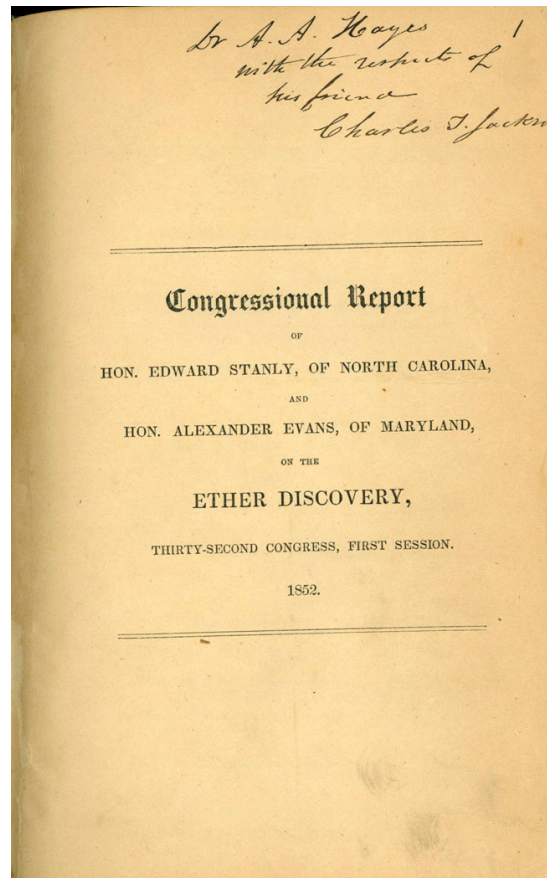 Dr A. A. Hayes
with the respects of
his friend
Charles T. Jackson
1
Congressional Report
OF
HON. EDWARD STANLY, OF NORTH CAROLINA,
AND
HON. ALEXANDER EVANS, OF MARYLAND,
ON THE
ETHER DISCOVERY,
THIRTY-SECOND CONGRESS, FIRST SESSION.
1852.